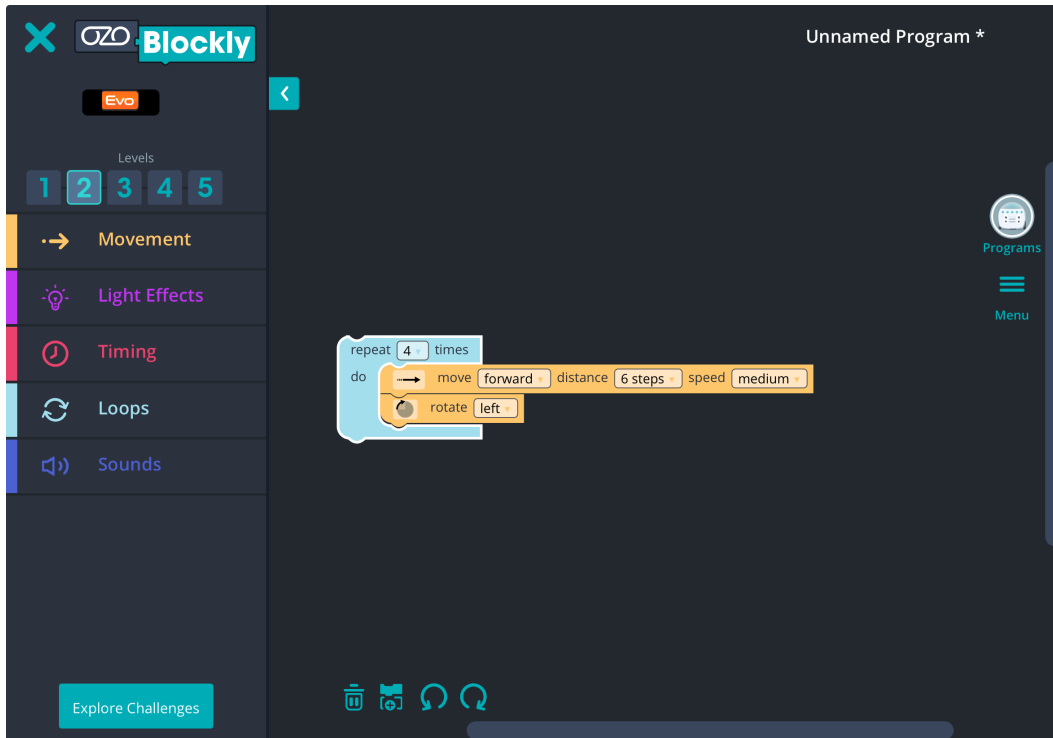 OZO Blockly
Unnamed Program *
Evo
Levels
1 2 3 4 5
Movement
Light Effects
Timing
Loops
Sounds
Programs
Menu
repeat 4 times
do move forward distance 6 steps speed medium
rotate left
Explore Challenges